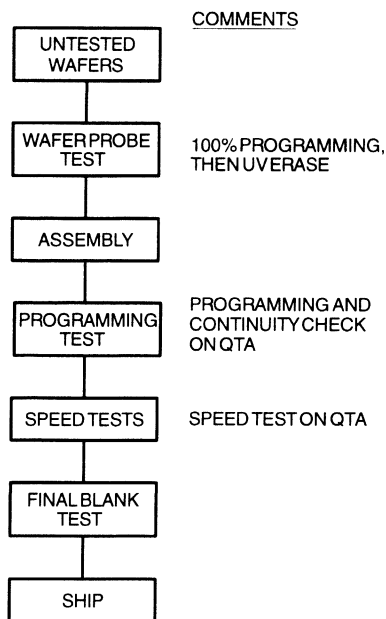 COMMENTS
UNTESTED
WAFERS
WAFER PROBE
TEST
100% PROGRAMMING,
THEN UV ERASE
ASSEMBLY
PROGRAMMING
TEST
PROGRAMMING AND
CONTINUITY CHECK
ON QTA
SPEED TESTS
SPEED TEST ON QTA
FINAL BLANK
TEST
SHIP